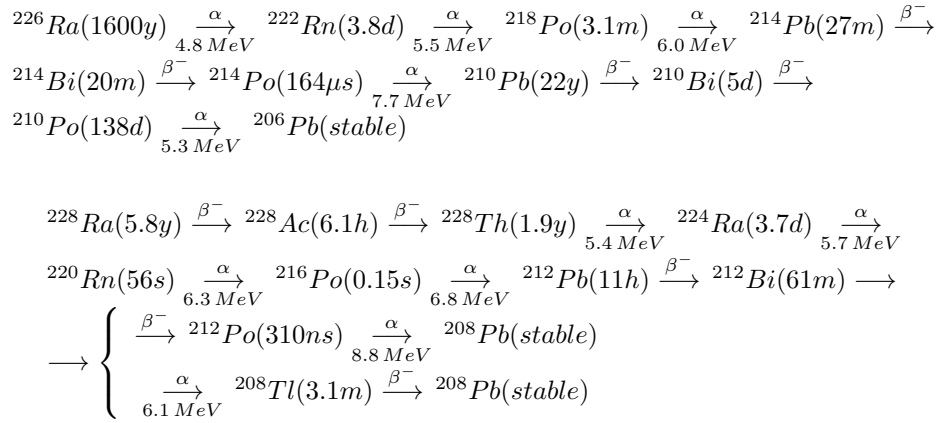 ²²⁶Ra(1600y) →(α, 4.8 MeV) ²²²Rn(3.8d) →(α, 5.5 MeV) ²¹⁸Po(3.1m) →(α, 6.0 MeV) ²¹⁴Pb(27m) →(β⁻)
²¹⁴Bi(20m) →(β⁻) ²¹⁴Po(164μs) →(α, 7.7 MeV) ²¹⁰Pb(22y) →(β⁻) ²¹⁰Bi(5d) →(β⁻)
²¹⁰Po(138d) →(α, 5.3 MeV) ²⁰⁶Pb(stable)
²²⁸Ra(5.8y) →(β⁻) ²²⁸Ac(6.1h) →(β⁻) ²²⁸Th(1.9y) →(α, 5.4 MeV) ²²⁴Ra(3.7d) →(α, 5.7 MeV)
²²⁰Rn(56s) →(α, 6.3 MeV) ²¹⁶Po(0.15s) →(α, 6.8 MeV) ²¹²Pb(11h) →(β⁻) ²¹²Bi(61m) →
→ { →(β⁻) ²¹²Po(310ns) →(α, 8.8 MeV) ²⁰⁸Pb(stable)
→(α, 6.1 MeV) ²⁰⁸Tl(3.1m) →(β⁻) ²⁰⁸Pb(stable)